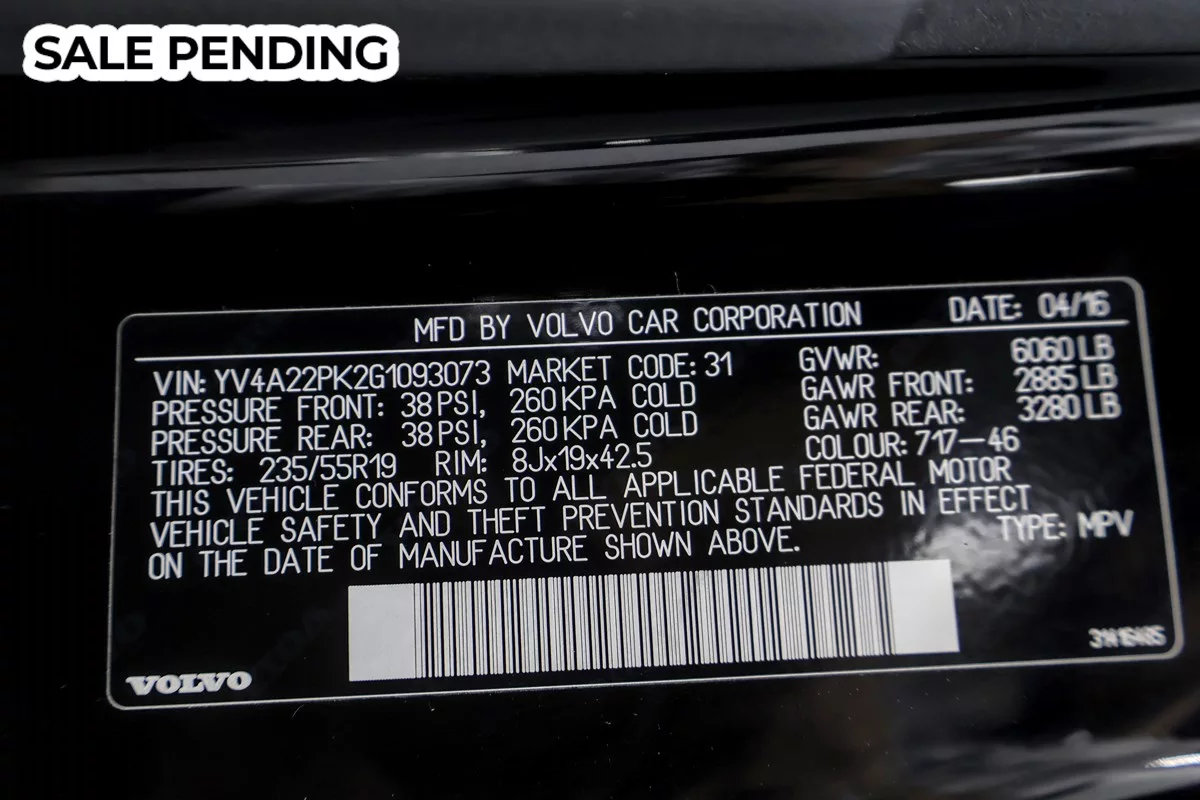 SALE PENDING
MFD BY VOLVO CAR CORPORATION DATE: 04/16
VIN: YV4A22PK2G1093073 MARKET CODE: 31 GVWR: 6060 LB
PRESSURE FRONT: 38 PSI, 260 KPA COLD GAWR FRONT: 2885 LB
PRESSURE REAR: 38 PSI, 260 KPA COLD GAWR REAR: 3280 LB
TIRES: 235/55R19 RIM: 8Jx19x42.5 COLOUR: 717-46
THIS VEHICLE CONFORMS TO ALL APPLICABLE FEDERAL MOTOR
VEHICLE SAFETY AND THEFT PREVENTION STANDARDS IN EFFECT
ON THE DATE OF MANUFACTURE SHOWN ABOVE. TYPE: MPV
VOLVO